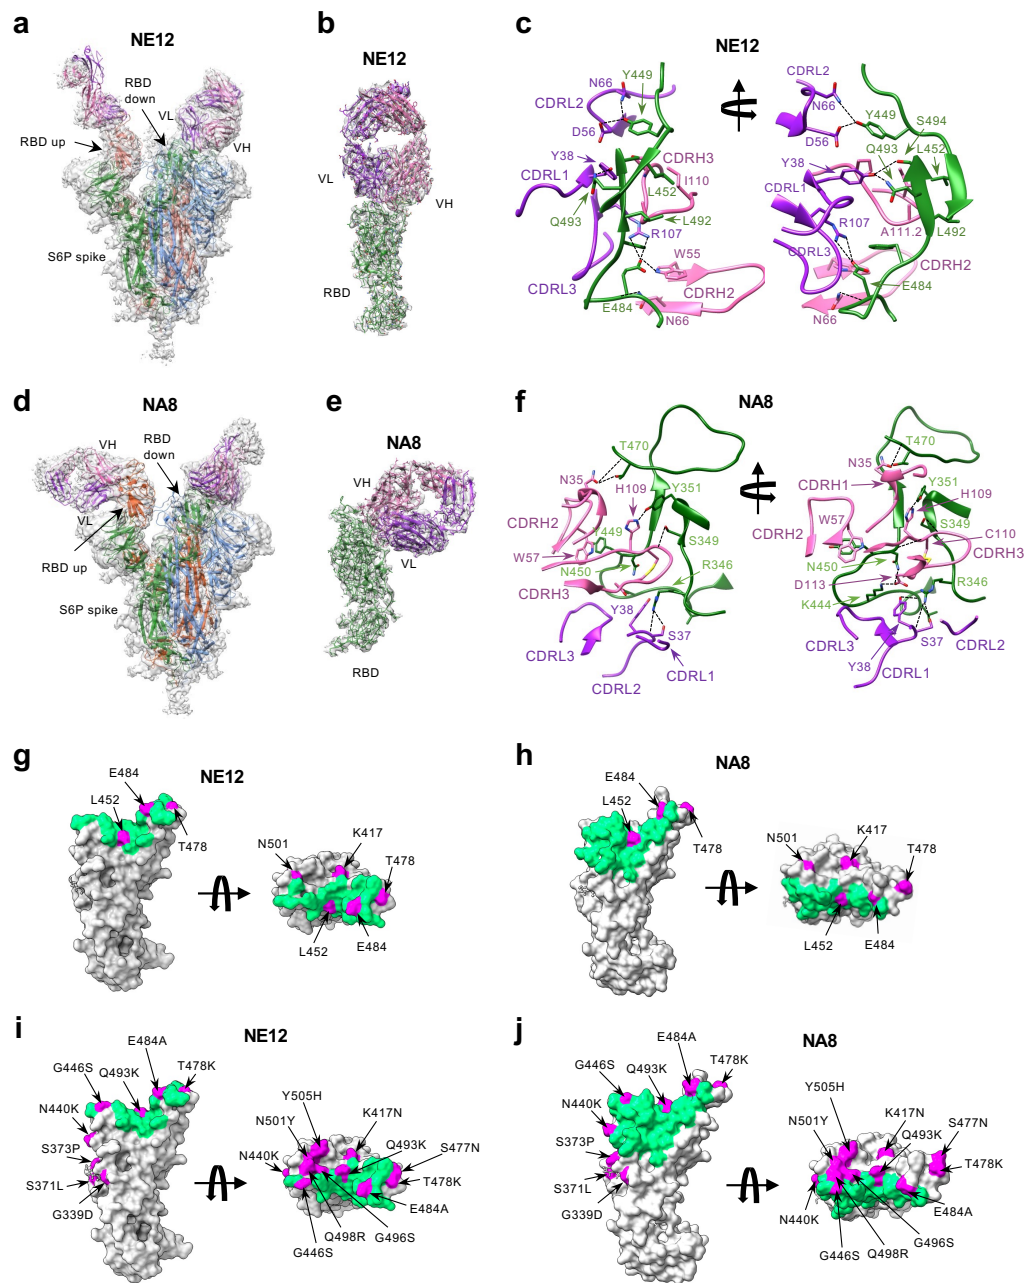 a
NE12
RBD
down
VL
RBD up
VH
S6P spike
b
NE12
VL
VH
RBD
c
NE12
N66
Y449
CDRL2
D56
Y38
CDRH3
CDRL1
L452
I110
Q493
L492
R107
W55
CDRL3
CDRH2
E484
N66
CDRL2
N66
Y449
S494
D56
Q493
L452
Y38
CDRL1
R107
A111.2
L492
CDRL3
CDRH2
E484
N66
d
NA8
VH
RBD
down
VL
RBD up
S6P spike
e
NA8
VH
VL
RBD
f
NA8
T470
N35
H109
Y351
CDRH2
T449
S349
W57
N450
R346
CDRH3
Y38
CDRL3
S37
CDRL2
CDRL1
T470
N35
CDRH1
Y351
H109
CDRH2
W57
S349
C110
N450
CDRH3
D113
R346
K444
CDRL3
S37
CDRL2
Y38
CDRL1
g
NE12
E484
L452
T478
N501
K417
T478
L452
E484
h
NA8
E484
L452
T478
N501
K417
T478
L452
E484
i
NE12
E484A
G446S
Q493K
T478K
N440K
S373P
S371L
G339D
Y505H
N501Y
K417N
N440K
Q493K
S477N
T478K
E484A
Q498R
G496S
G446S
j
NA8
E484A
G446S
Q493K
T478K
N440K
S373P
S371L
G339D
Y505H
N501Y
K417N
Q493K
S477N
T478K
N440K
E484A
G446S
Q498R
G496S